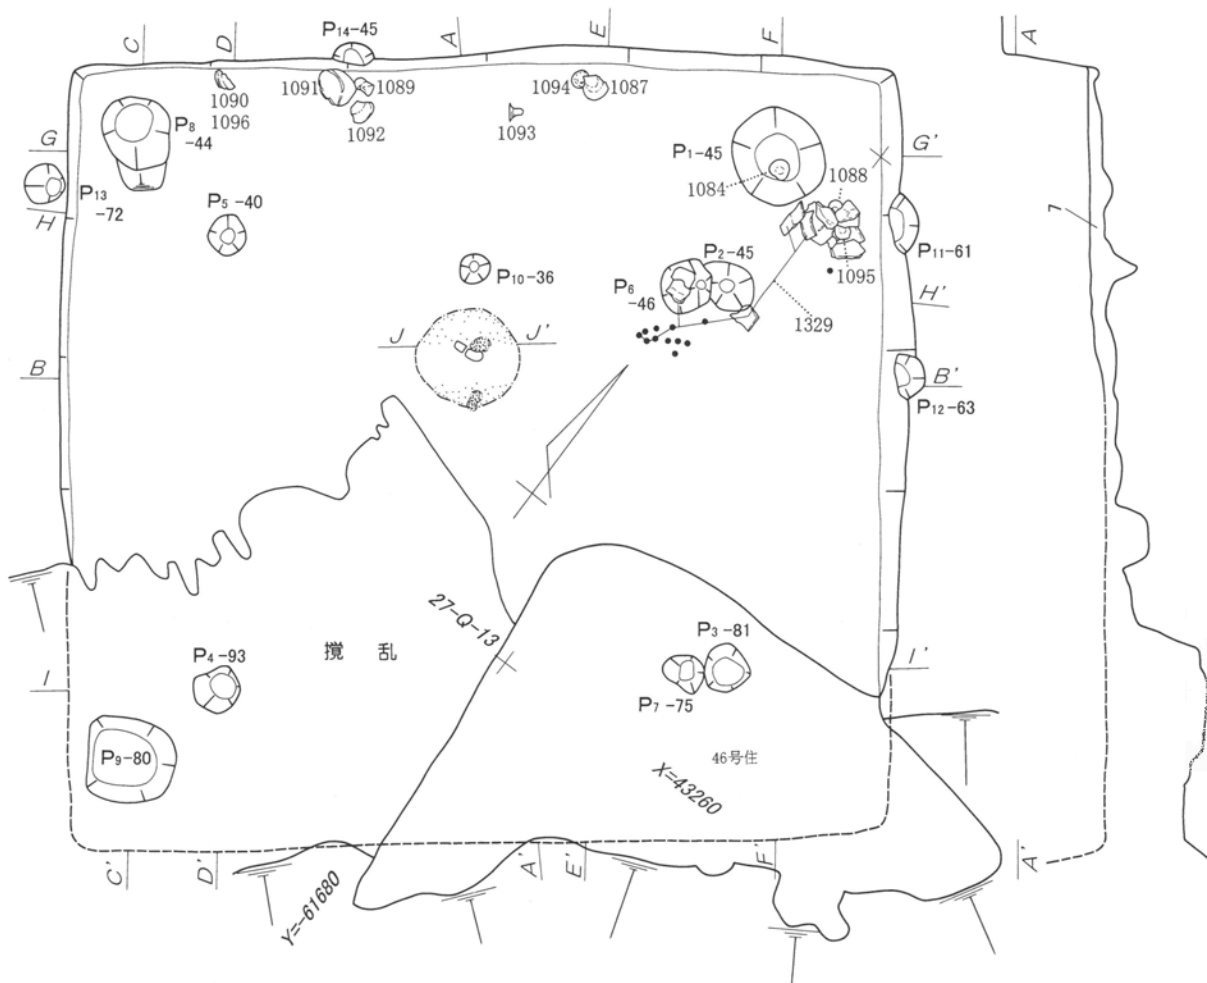 C
D
P14-45
A
E
F
A
1090
1096
1091
1089
1092
1094
1087
1093
P8
-44
G
P1-45
G'
1084
1088
P13
-72
H
P5-40
P11-61
P10-36
P2-45
P6
-46
1095
H'
1329
J
J'
B
B'
P12-63
27-Q-13
P4-93
撹乱
P3-81
I
I'
P7-75
P9-80
46号住
X=43260
C'
D'
A'
E'
F'
A'
Y=-61680